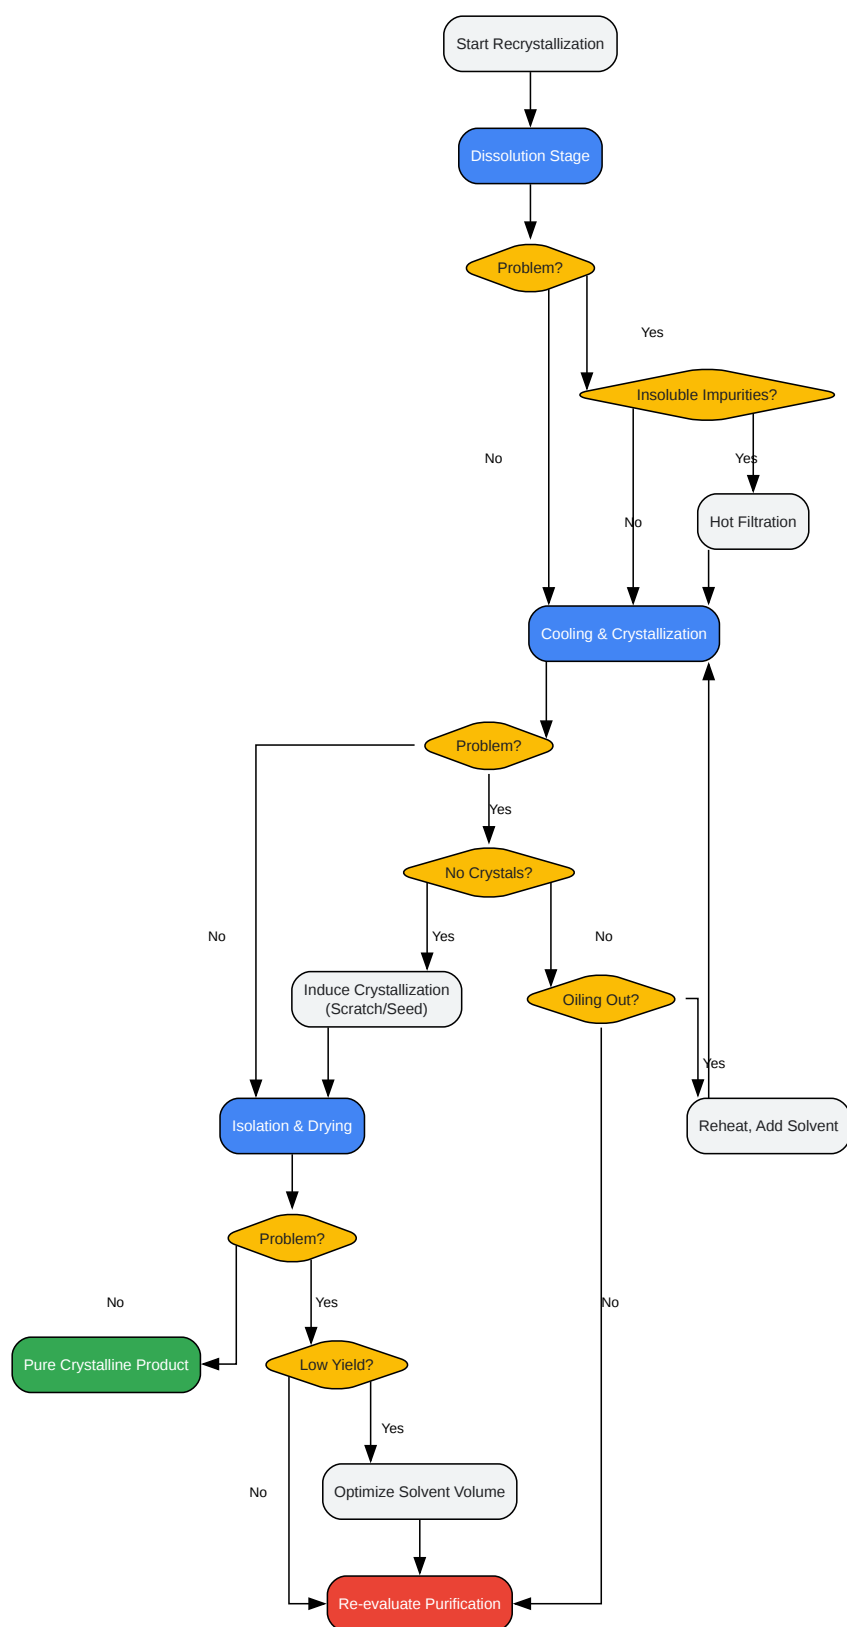 Start Recrystallization
Dissolution Stage
Problem?
Yes
Insoluble Impurities?
No
Yes
No
Hot Filtration
Cooling & Crystallization
Problem?
Yes
No Crystals?
No
Yes
No
Induce Crystallization
(Scratch/Seed)
Oiling Out?
Yes
Isolation & Drying
Reheat, Add Solvent
Problem?
No
Yes
No
Pure Crystalline Product
Low Yield?
Yes
No
Optimize Solvent Volume
Re-evaluate Purification